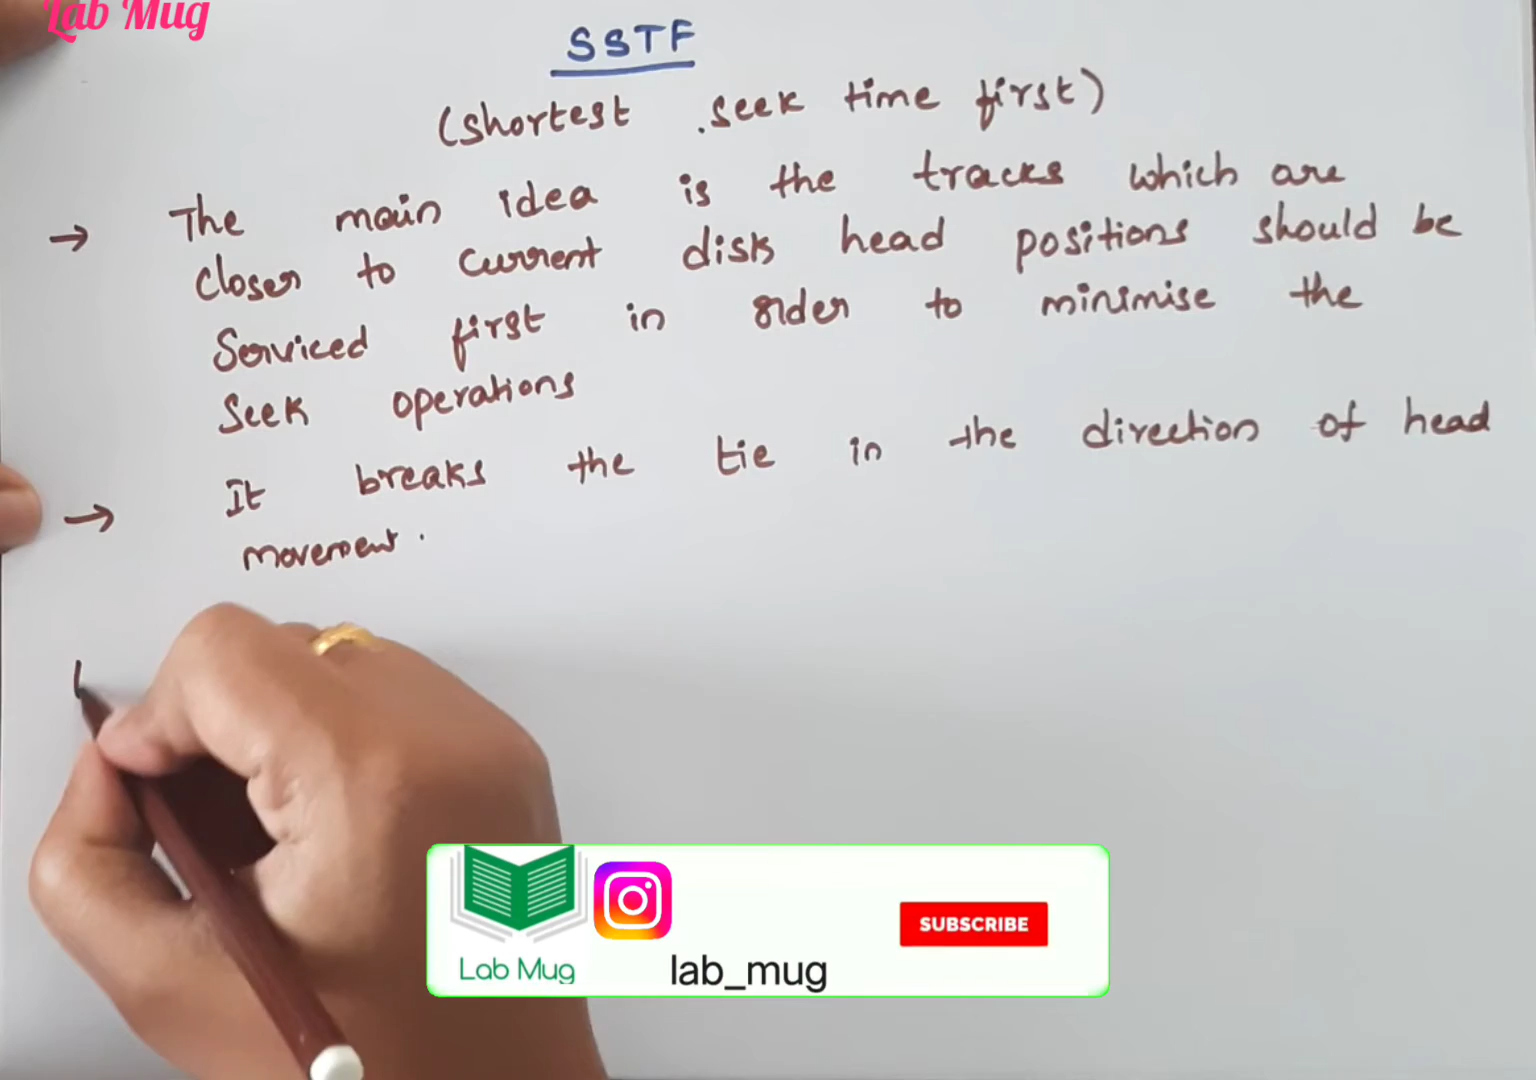 Lab Mug
SSTF
(shortest seek time first)
→ The main idea is the tracks which are
closer to current disk head positions should be
Serviced first in order to minimise the
Seek operations
→ It breaks the tie in the direction of head
movement.
SUBSCRIBE
Lab Mug
lab_mug